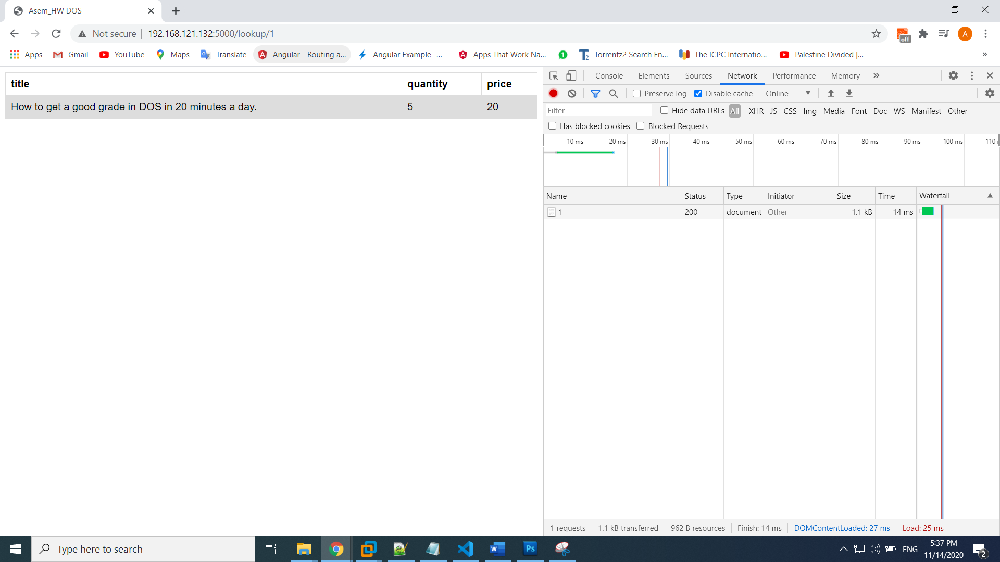 Asem_HW DOS
Not secure
192.168.121.132:5000/lookup/1
off
A
Apps
Gmail
YouTube
Maps
Translate
Angular - Routing a...
Angular Example -...
Apps That Work Na...
1
Torrentz2 Search En...
The ICPC Internatio...
Palestine Divided |...
»
title quantity price
How to get a good grade in DOS in 20 minutes a day. 5 20
Console Elements Sources Network Performance Memory »
Preserve log Disable cache Online
Filter Hide data URLs All XHR JS CSS Img Media Font Doc WS Manifest Other
Has blocked cookies Blocked Requests
10 ms 20 ms 30 ms 40 ms 50 ms 60 ms 70 ms 80 ms 90 ms 100 ms 110
Name Status Type Initiator Size Time Waterfall
1 200 document Other 1.1 kB 14 ms
1 requests 1.1 kB transferred 962 B resources Finish: 14 ms DOMContentLoaded: 27 ms Load: 25 ms
Type here to search
W
Ps
ENG
5:37 PM
11/14/2020
2